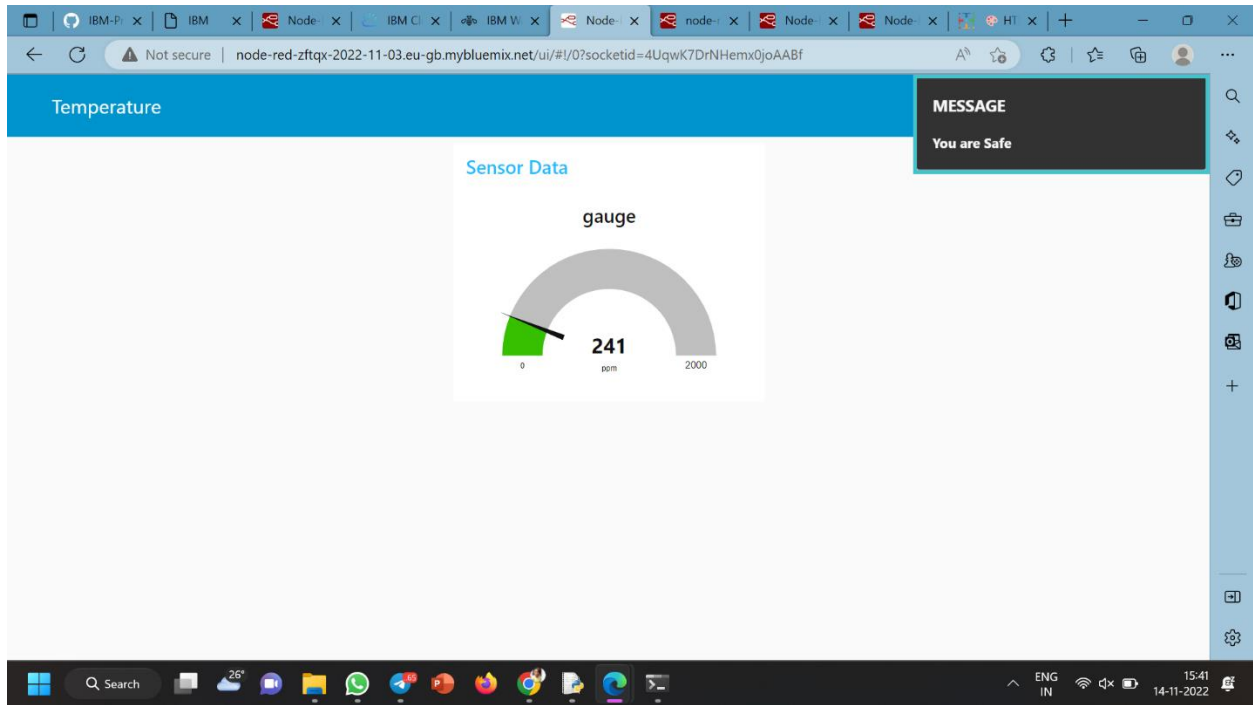 IBM-P
IBM
Node-
IBM Cl
IBM W
Node-
node-r
Node-
Node-
HT
Not secure
node-red-zftqx-2022-11-03.eu-gb.mybluemix.net/ui/#!/0?socketid=4UqwK7DrNHemx0joAABf
Temperature
MESSAGE
You are Safe
Sensor Data
gauge
241
0
ppm
2000
Search
26°
65
ENG
IN
15:41
14-11-2022